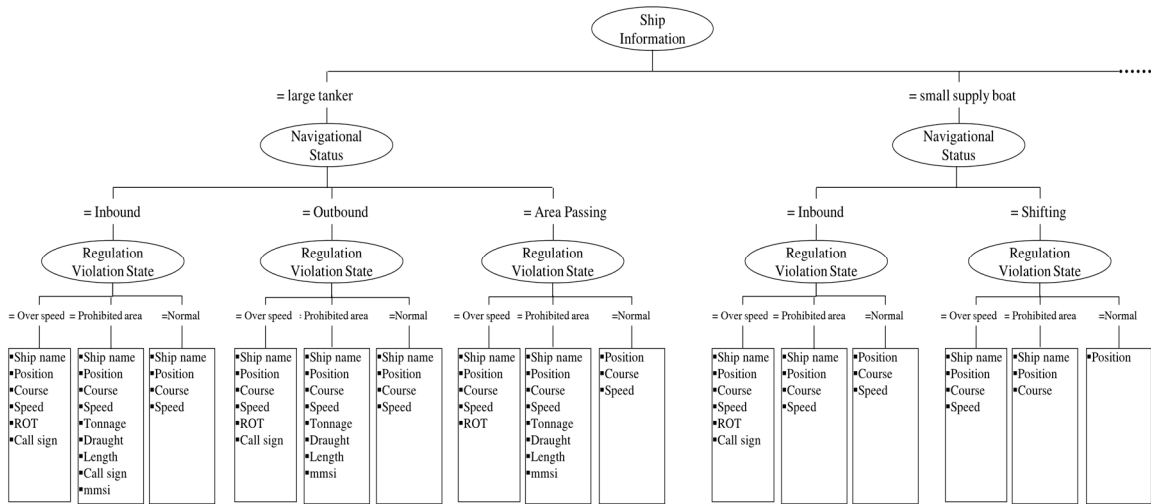 Ship
Information
= large tanker
= small supply boat
Navigational
Status
Navigational
Status
= Inbound
= Outbound
= Area Passing
= Inbound
= Shifting
Regulation
Violation State
Regulation
Violation State
Regulation
Violation State
Regulation
Violation State
Regulation
Violation State
= Over speed
= Prohibited area
=Normal
= Over speed
: Prohibited area
=Normal
= Over speed
= Prohibited area
=Normal
= Over speed
= Prohibited area
=Normal
= Over speed
= Prohibited area
=Normal
▪Ship name
▪Position
▪Course
▪Speed
▪ROT
▪Call sign
▪Ship name
▪Position
▪Course
▪Speed
▪Tonnage
▪Draught
▪Length
▪Call sign
▪mmsi
▪Ship name
▪Position
▪Course
▪Speed
▪Ship name
▪Position
▪Course
▪Speed
▪ROT
▪Call sign
▪Ship name
▪Position
▪Course
▪Speed
▪Tonnage
▪Draught
▪Length
▪mmsi
▪Ship name
▪Position
▪Course
▪Speed
▪Ship name
▪Position
▪Course
▪Speed
▪ROT
▪Ship name
▪Position
▪Course
▪Speed
▪Tonnage
▪Draught
▪Length
▪mmsi
▪Position
▪Course
▪Speed
▪Ship name
▪Position
▪Course
▪Speed
▪ROT
▪Call sign
▪Ship name
▪Position
▪Course
▪Speed
▪Position
▪Course
▪Speed
▪Ship name
▪Position
▪Course
▪Speed
▪Ship name
▪Position
▪Course
▪Position